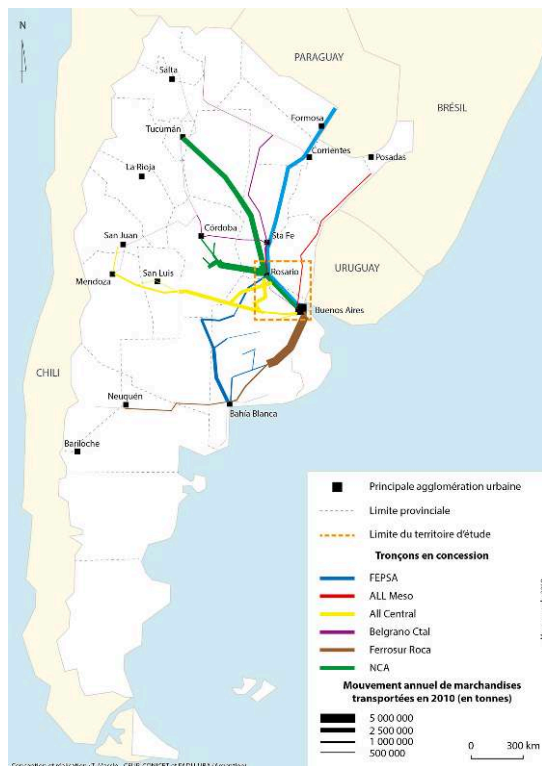 N
PARAGUAY
BRÉSIL
Salta
Formosa
Tucumán
Corrientes
Posadas
La Rioja
Córdoba
Sta Fe
San Juan
Rosario
URUGUAY
Mendoza
San Luis
Buenos Aires
CHILI
Neuquén
Bahía Blanca
Bariloche
Principale agglomération urbaine
Limite provinciale
Limite du territoire d'étude
Tronçons en concession
FEPSA
ALL Meso
All Central
Belgrano Ctal
Ferrosur Roca
NCA
Mouvement annuel de marchandises
transportées en 2010 (en tonnes)
5 000 000
2 500 000
1 000 000
500 000
0 300 km